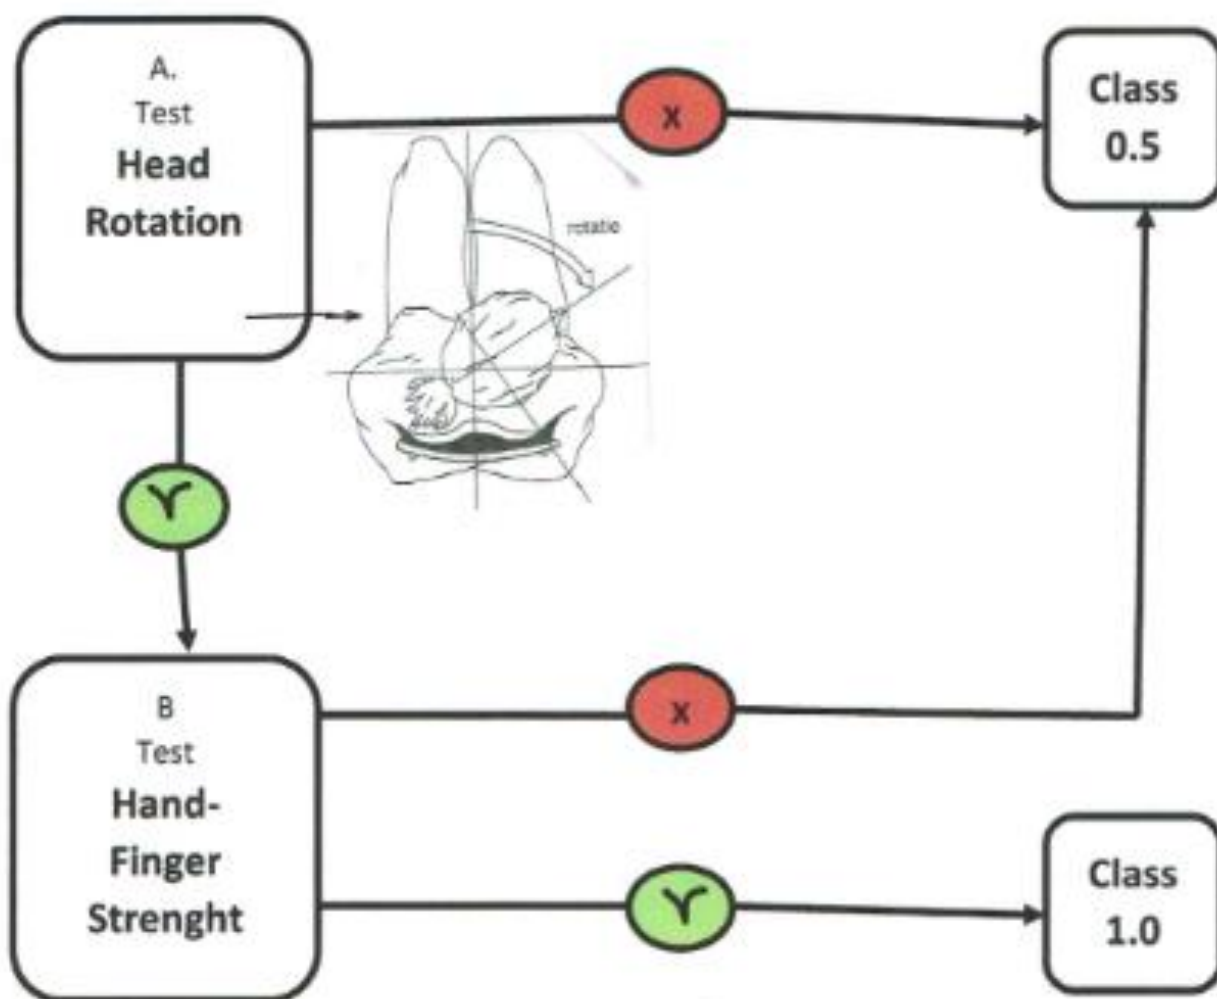 A.
Test
Head
Rotation
x
Class
0.5
rotatie
Y
B
Test
Hand-
Finger
Strenght
x
Y
Class
1.0